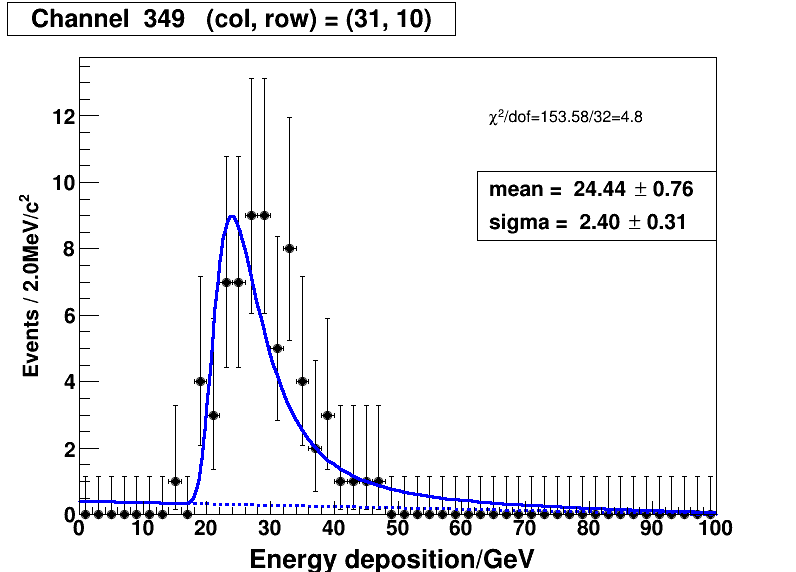 Channel  349   (col, row) = (31, 10)
χ²/dof=153.58/32=4.8
mean =  24.44 ± 0.76
sigma =  2.40 ± 0.31
Events / 2.0MeV/c²
12
10
8
6
4
2
0
0 10 20 30 40 50 60 70 80 90 100
Energy deposition/GeV